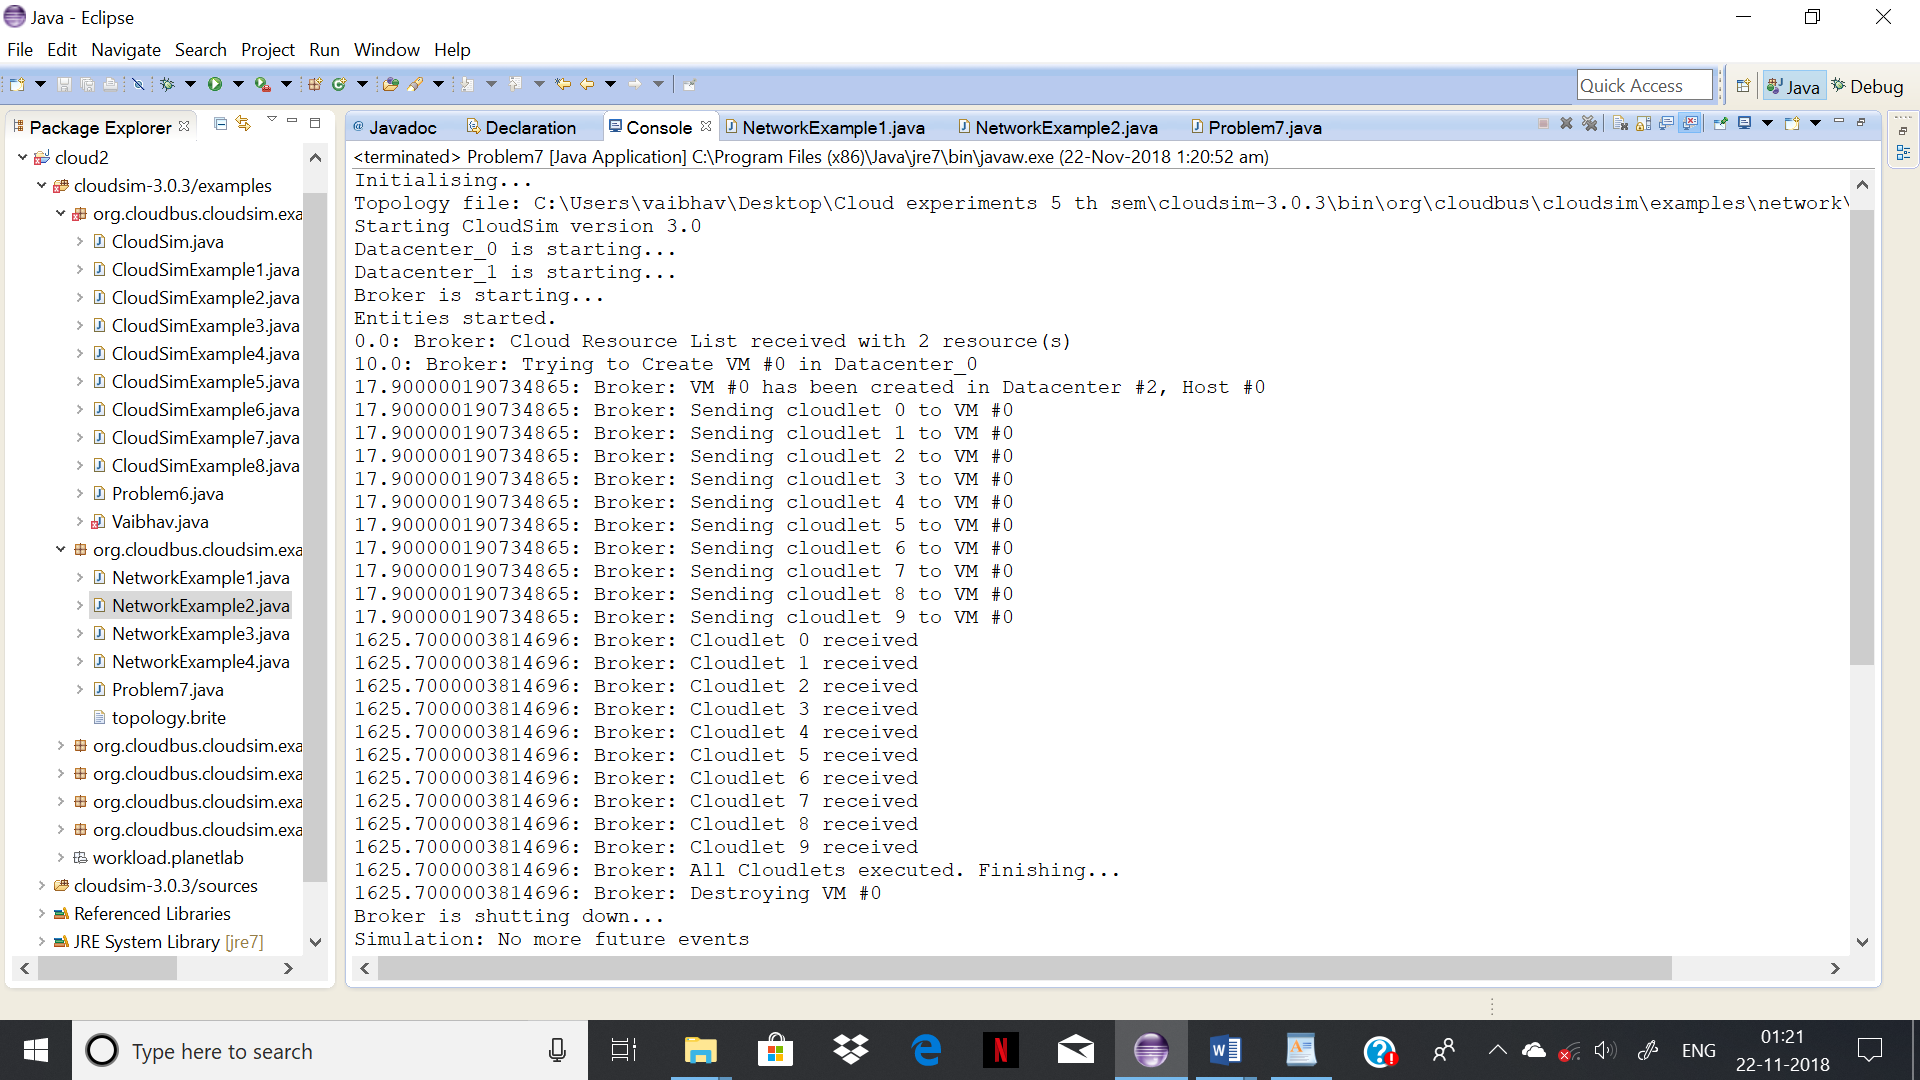 Java - Eclipse
File Edit Navigate Search Project Run Window Help
Quick Access
Java
Debug
Package Explorer
cloud2
cloudsim-3.0.3/examples
org.cloudbus.cloudsim.exa
CloudSim.java
CloudSimExample1.java
CloudSimExample2.java
CloudSimExample3.java
CloudSimExample4.java
CloudSimExample5.java
CloudSimExample6.java
CloudSimExample7.java
CloudSimExample8.java
Problem6.java
Vaibhav.java
org.cloudbus.cloudsim.exa
NetworkExample1.java
NetworkExample2.java
NetworkExample3.java
NetworkExample4.java
Problem7.java
topology.brite
org.cloudbus.cloudsim.exa
org.cloudbus.cloudsim.exa
org.cloudbus.cloudsim.exa
org.cloudbus.cloudsim.exa
workload.planetlab
cloudsim-3.0.3/sources
Referenced Libraries
JRE System Library [jre7]
@ Javadoc Declaration Console NetworkExample1.java NetworkExample2.java Problem7.java
<terminated> Problem7 [Java Application] C:\Program Files (x86)\Java\jre7\bin\javaw.exe (22-Nov-2018 1:20:52 am)
Initialising...
Topology file: C:\Users\vaibhav\Desktop\Cloud experiments 5 th sem\cloudsim-3.0.3\bin\org\cloudbus\cloudsim\examples\network\
Starting CloudSim version 3.0
Datacenter_0 is starting...
Datacenter_1 is starting...
Broker is starting...
Entities started.
0.0: Broker: Cloud Resource List received with 2 resource(s)
10.0: Broker: Trying to Create VM #0 in Datacenter_0
17.900000190734865: Broker: VM #0 has been created in Datacenter #2, Host #0
17.900000190734865: Broker: Sending cloudlet 0 to VM #0
17.900000190734865: Broker: Sending cloudlet 1 to VM #0
17.900000190734865: Broker: Sending cloudlet 2 to VM #0
17.900000190734865: Broker: Sending cloudlet 3 to VM #0
17.900000190734865: Broker: Sending cloudlet 4 to VM #0
17.900000190734865: Broker: Sending cloudlet 5 to VM #0
17.900000190734865: Broker: Sending cloudlet 6 to VM #0
17.900000190734865: Broker: Sending cloudlet 7 to VM #0
17.900000190734865: Broker: Sending cloudlet 8 to VM #0
17.900000190734865: Broker: Sending cloudlet 9 to VM #0
1625.7000003814696: Broker: Cloudlet 0 received
1625.7000003814696: Broker: Cloudlet 1 received
1625.7000003814696: Broker: Cloudlet 2 received
1625.7000003814696: Broker: Cloudlet 3 received
1625.7000003814696: Broker: Cloudlet 4 received
1625.7000003814696: Broker: Cloudlet 5 received
1625.7000003814696: Broker: Cloudlet 6 received
1625.7000003814696: Broker: Cloudlet 7 received
1625.7000003814696: Broker: Cloudlet 8 received
1625.7000003814696: Broker: Cloudlet 9 received
1625.7000003814696: Broker: All Cloudlets executed. Finishing...
1625.7000003814696: Broker: Destroying VM #0
Broker is shutting down...
Simulation: No more future events
Type here to search
ENG
01:21
22-11-2018